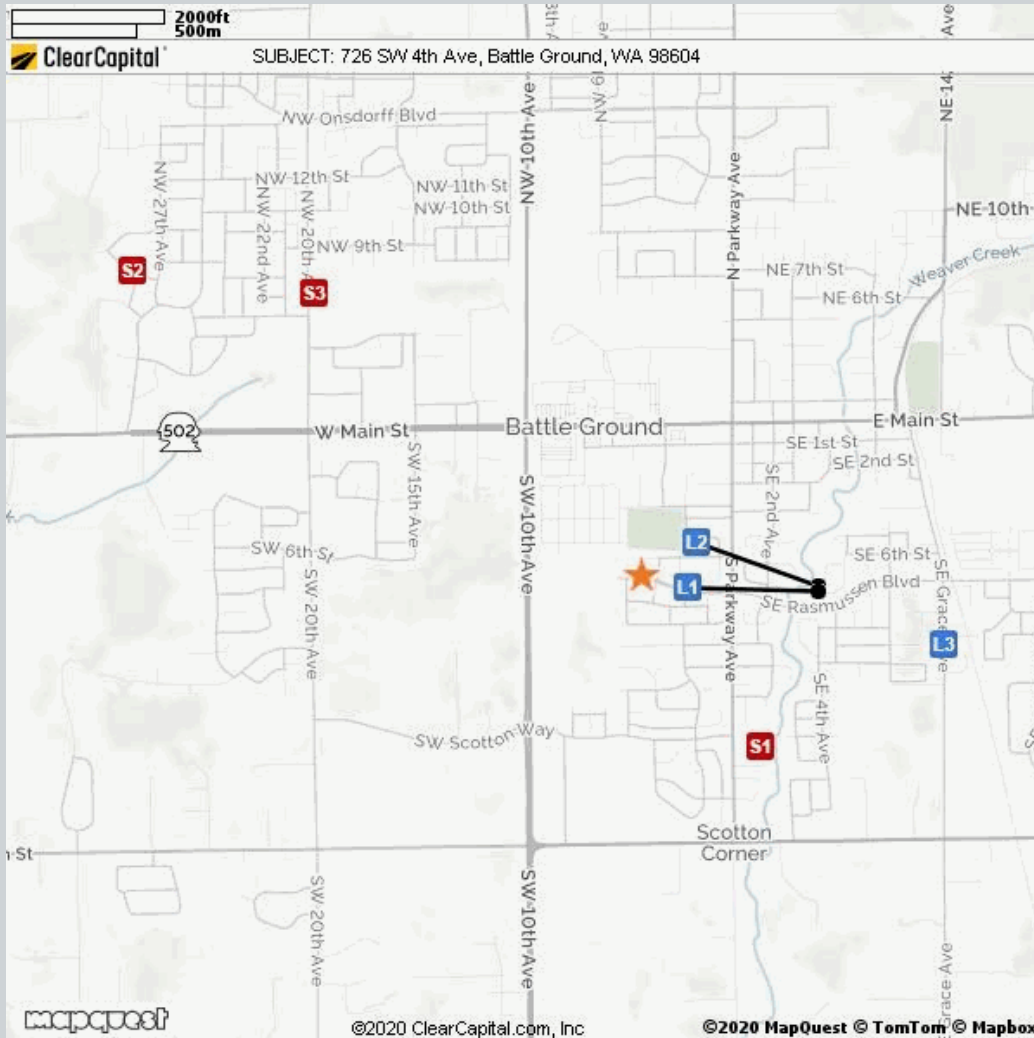 2000ft
500m
ClearCapital
SUBJECT: 726 SW 4th Ave, Battle Ground, WA 98604
NW Onsdorff Blvd
NW-10th-Ave
NE-14
NW-27th-Ave
NW-12th St
NW-22nd-Ave
NW-11th St
NW-10th St
N Parkway Ave
NE-10th
NW 9th St
S2
S3
NE 7th St
Weaver Creek
NE 6th St
502
W Main St
Battle Ground
E Main St
SE 1st St
SE 2nd St
SW 15th Ave
SW-10th-Ave
SE 2nd Ave
SW 6th St
L2
SE 6th St
L1
S Parkway Ave
SE Rasmussen Blvd
SW 20th Ave
SE Grace Ave
L3
SE 4th Ave
SW Scotton Way
S1
Scotton
Corner
SW 20th Ave
SW-10th-Ave
Grace Ave
mapquest
©2020 ClearCapital.com, Inc
©2020 MapQuest © TomTom © Mapbox